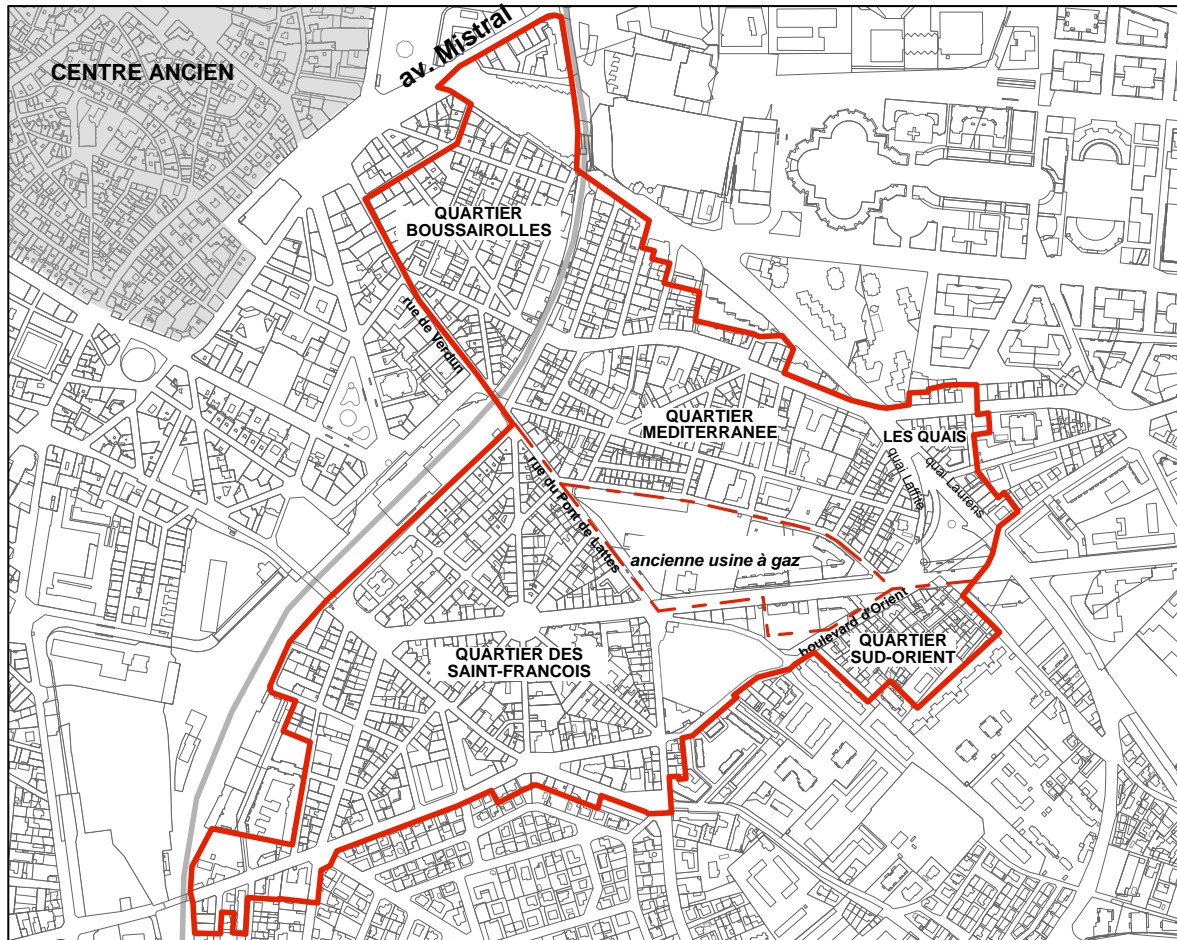 av. Mistral
CENTRE ANCIEN
QUARTIER
BOUSSAIROLLES
rue de Verdun
QUARTIER
MEDITERRANEE
LES QUAIS
quai Laffite
quai Laurens
rue du Pont de Lattes
ancienne usine à gaz
boulevard d'Orient
QUARTIER
SUD-ORIENT
QUARTIER DES
SAINT-FRANCOIS